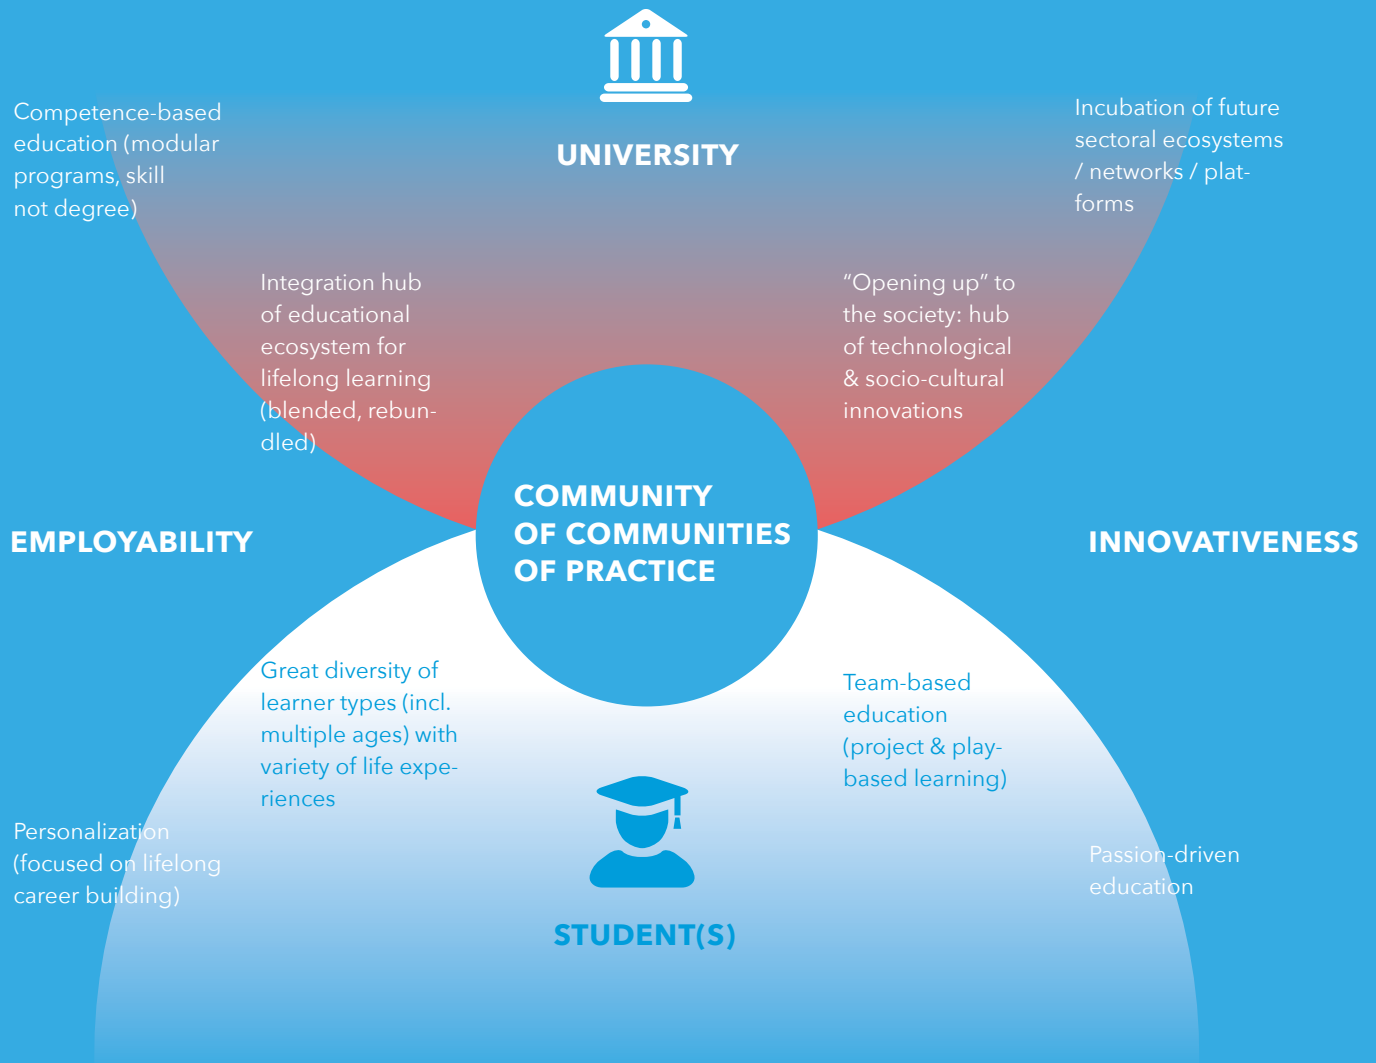 Competence-based
education (modular
programs, skill
not degree)
UNIVERSITY
Incubation of future
sectoral ecosystems
/ networks / plat-
forms
Integration hub
of educational
ecosystem for
lifelong learning
(blended, rebun-
dled)
“Opening up” to
the society: hub
of technological
& socio-cultural
innovations
EMPLOYABILITY
COMMUNITY
OF COMMUNITIES
OF PRACTICE
INNOVATIVENESS
Great diversity of
learner types (incl.
multiple ages) with
variety of life expe-
riences
Team-based
education
(project & play-
based learning)
Personalization
(focused on lifelong
career building)
Passion-driven
education
STUDENT(S)